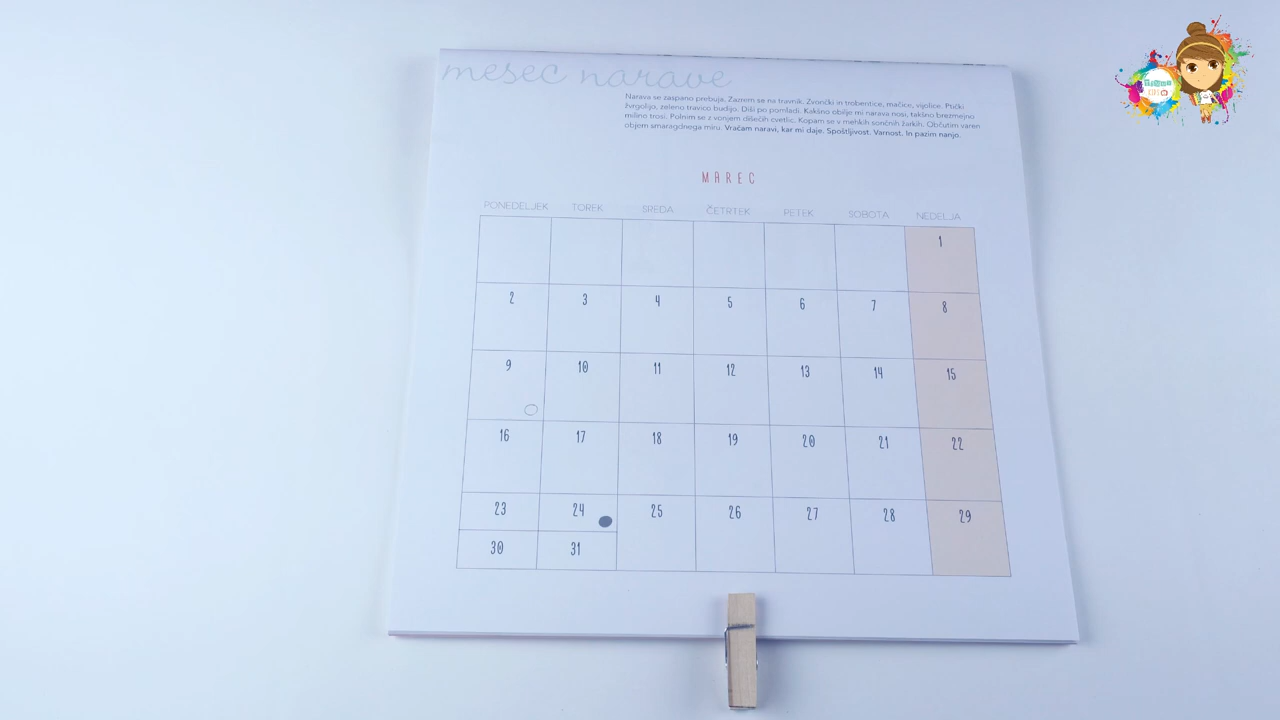 mesec narave
Narava se zaspano prebuja. Zazrem se na travnik. Zvončki in trobentice, mačice, vijolice. Ptički
žvrgolijo, zeleno travico budijo. Diši po pomladi. Kakšno obilje mi narava nosi, takšno brezmejno
milino trosi. Polnim se z vonjem dišečih cvetlic. Kopam se v mehkih sončnih žarkih. Občutim varen
objem smaragdnega miru. Vračam naravi, kar mi daje. Spoštljivost. Varnost. In pazim nanjo.
MAREC
PONEDELJEK TOREK SREDA ČETRTEK PETEK SOBOTA NEDELJA
1
2 3 4 5 6 7 8
9 10 11 12 13 14 15
16 17 18 19 20 21 22
23 24 25 26 27 28 29
30 31